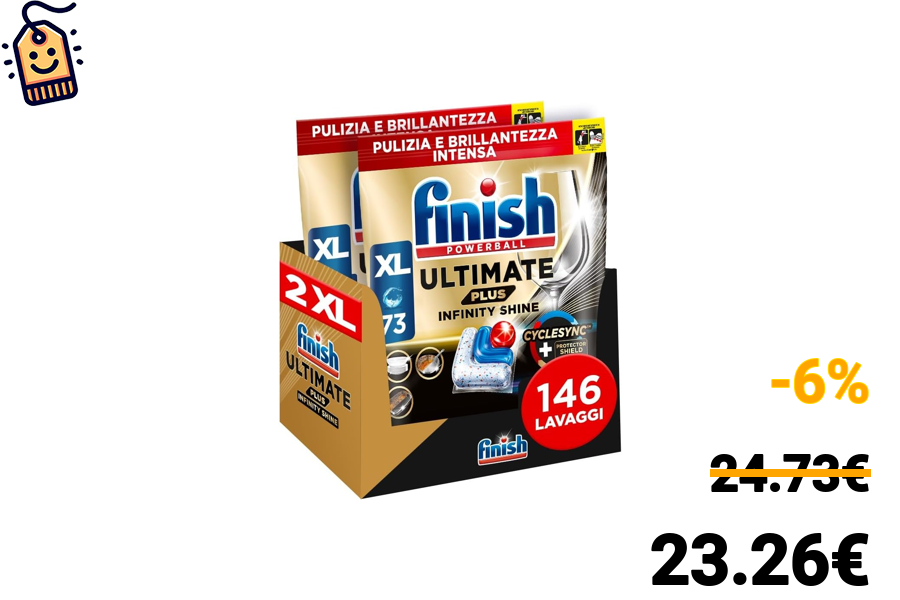 PULIZIA E BRILLANTEZZA
PULIZIA E BRILLANTEZZA
INTENSA
finish
POWERBALL
XL
XL
73
ULTIMATE
PLUS
INFINITY SHINE
CYCLESYNC
+ PROTECTOR
SHIELD
2 XL
finish
ULTIMATE
PLUS
INFINITY SHINE
146
LAVAGGI
finish
-6%
24.73€
23.26€